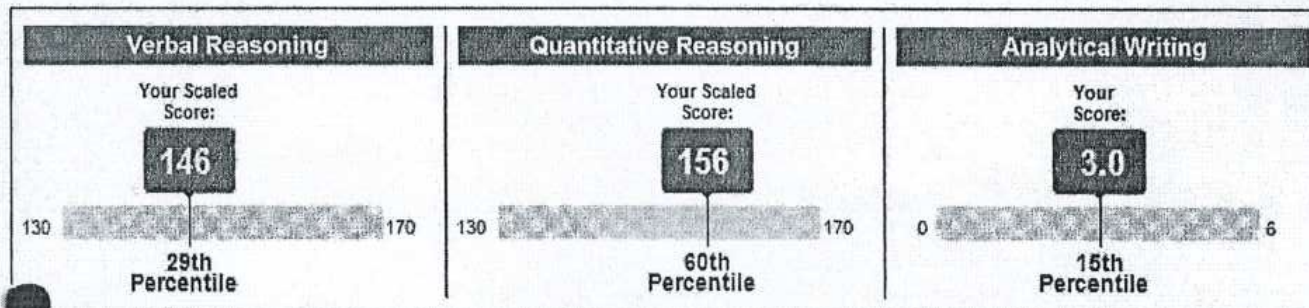 Verbal Reasoning
Your Scaled
Score:
146
130 170
29th
Percentile
Quantitative Reasoning
Your Scaled
Score:
156
130 170
60th
Percentile
Analytical Writing
Your
Score:
3.0
0 6
15th
Percentile